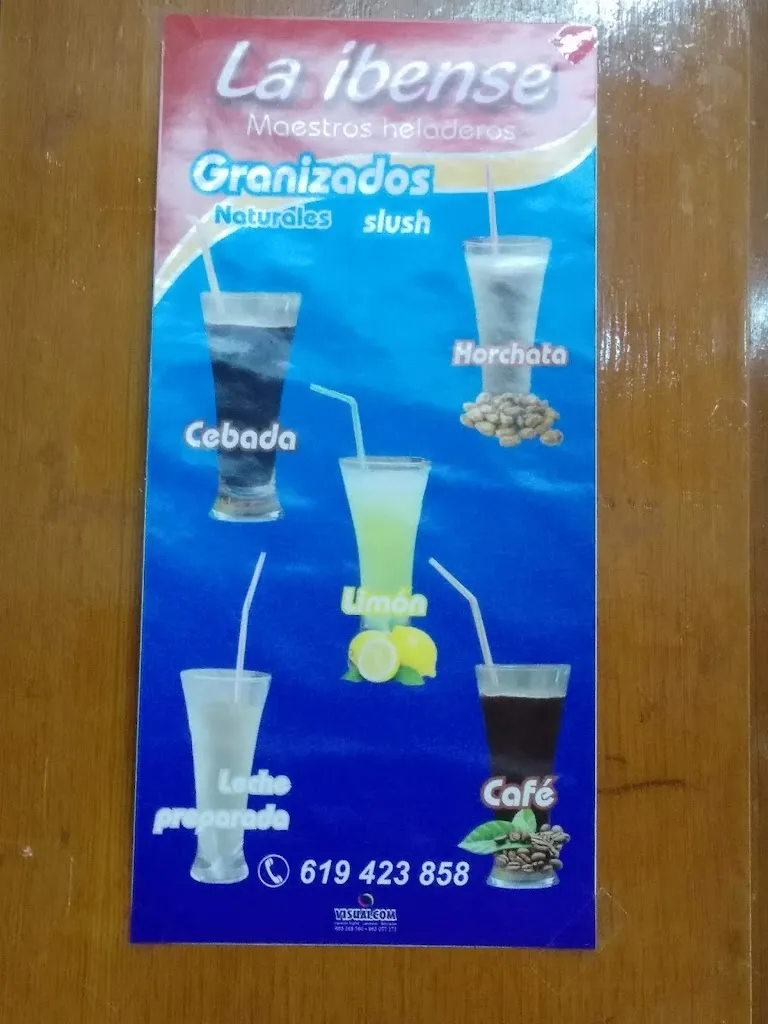 La ibense
Maestros heladeros
Granizados
Naturales slush
Horchata
Cebada
Limón
Leche
preparada
Café
619 423 858
VISUALCOM